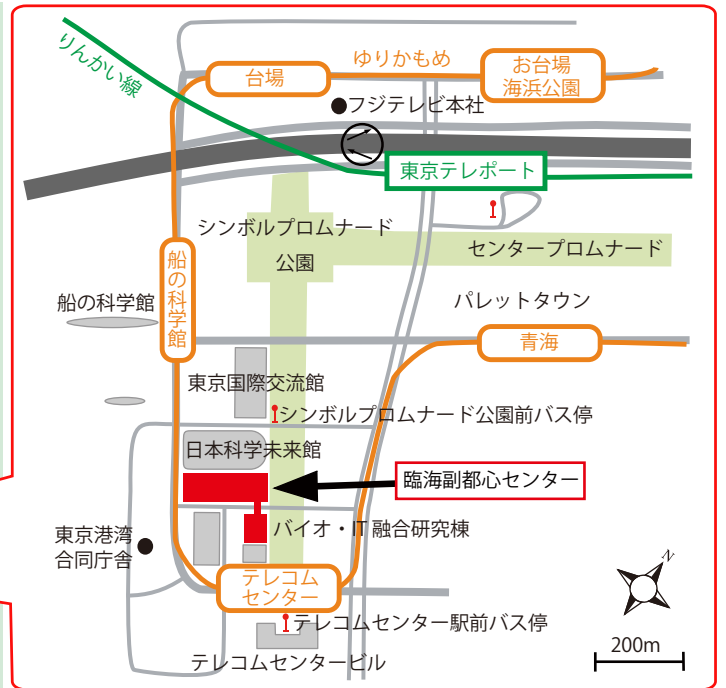 りんかい線
台場
ゆりかもめ
お台場
海浜公園
フジテレビ本社
東京テレポート
シンボルプロムナード
公園
センタープロムナード
船の科学館
船の科学館
パレットタウン
青海
東京国際交流館
シンボルプロムナード公園前バス停
日本科学未来館
臨海副都心センター
東京港湾
合同庁舎
バイオ・IT 融合研究棟
テレコム
センター
テレコムセンター駅前バス停
テレコムセンタービル
N
200m